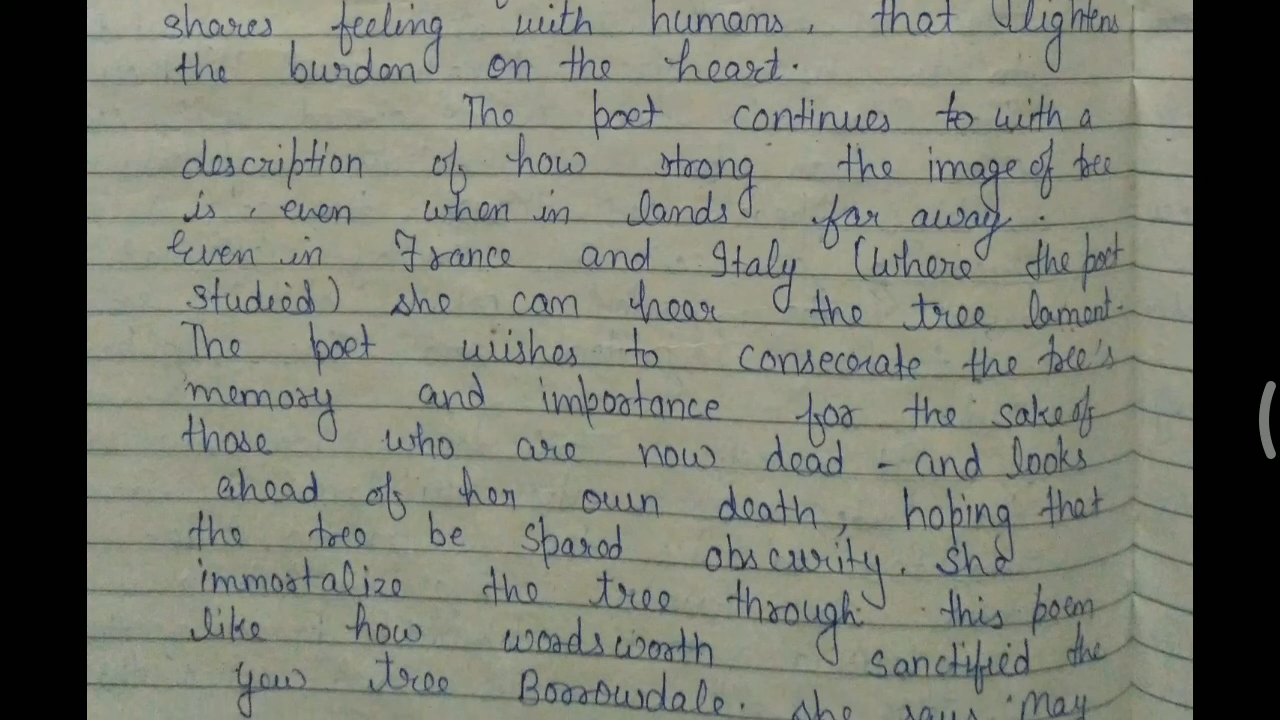 shares feeling with humans, that lightens
the burden on the heart.
The poet continues to with a
description of how strong the image of tree
is, even when in lands far away.
Even in France and Italy (where the poet
studied) she can hear the tree lament.
The poet wishes to consecrate the tree's
memory and importance for the sake of
those who are now dead - and looks
ahead of her own death, hoping that
the tree be spared obscurity. She
immortalize the tree through this poem
like how wordsworth sanctified the
yew tree Borrowdale. she says 'May